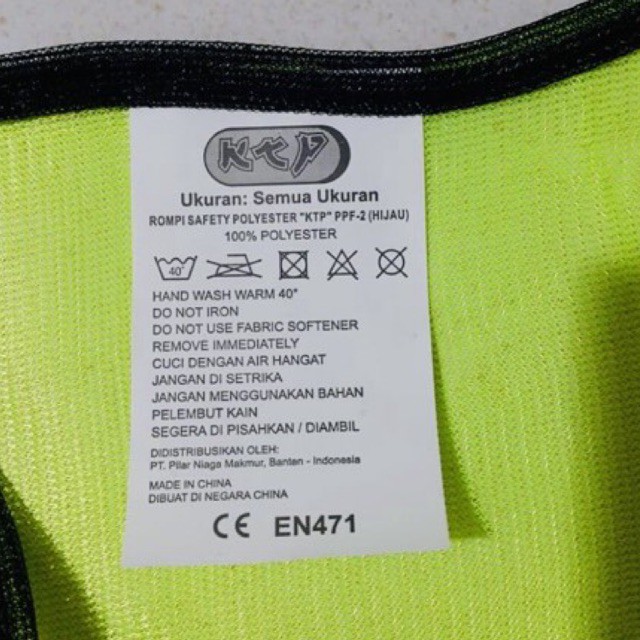 KTP
Ukuran: Semua Ukuran
ROMPI SAFETY POLYESTER "KTP" PPF-2 (HIJAU)
100% POLYESTER
40°
HAND WASH WARM 40°
DO NOT IRON
DO NOT USE FABRIC SOFTENER
REMOVE IMMEDIATELY
CUCI DENGAN AIR HANGAT
JANGAN DI SETRIKA
JANGAN MENGGUNAKAN BAHAN
PELEMBUT KAIN
SEGERA DI PISAHKAN / DIAMBIL
DIDISTRIBUSIKAN OLEH:
PT. Pilar Niaga Makmur, Banten - Indonesia
MADE IN CHINA
DIBUAT DI NEGARA CHINA
CE EN471